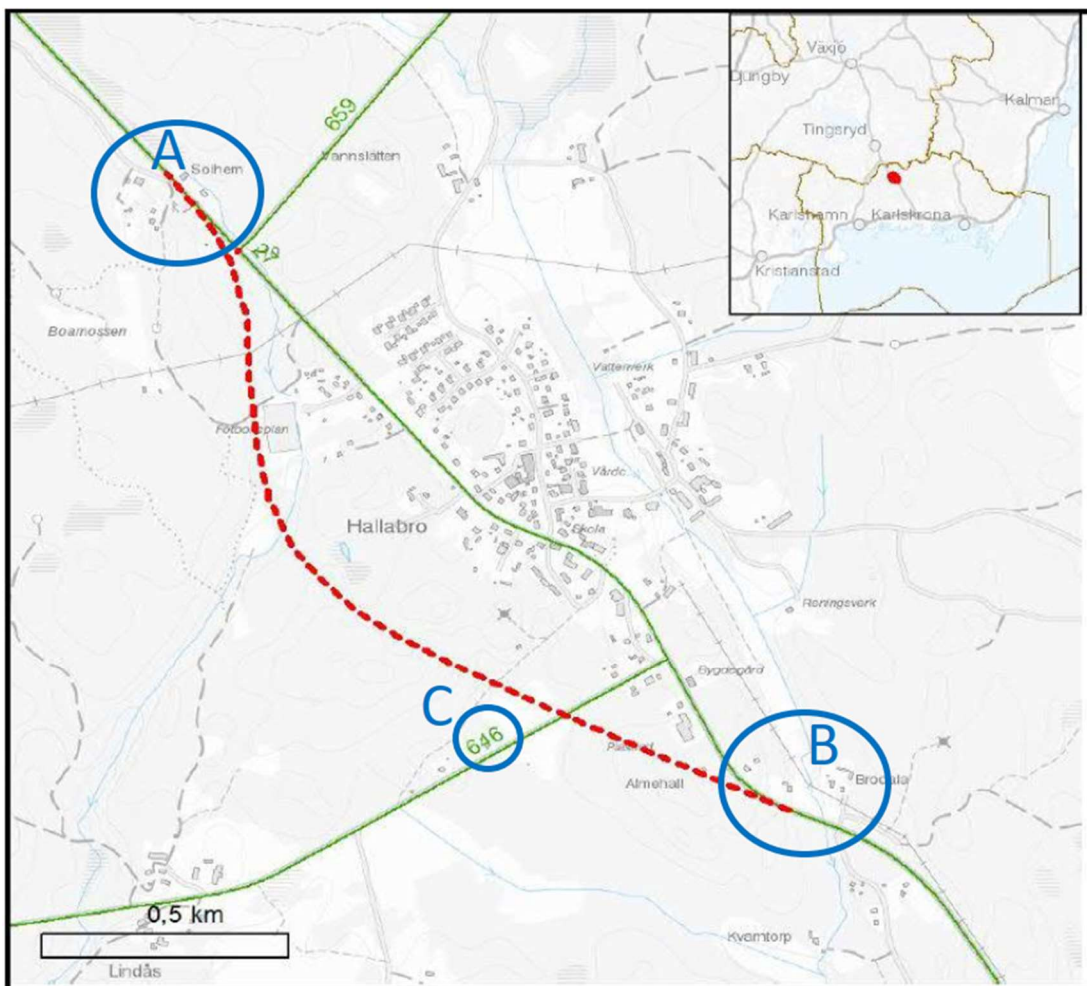 Växjö
Ljungby
Kalmar
Tingsryd
Karlshamn
Karlskrona
Kristianstad
659
A
Solhem
Vannslätten
29
Boamossen
Vattenverk
Fotbollsplan
Vårdc
Hallabro
Skola
Reningsverk
Bygdegård
C
646
B
Almehall
Brodala
0,5 km
Kvarntorp
Lindås